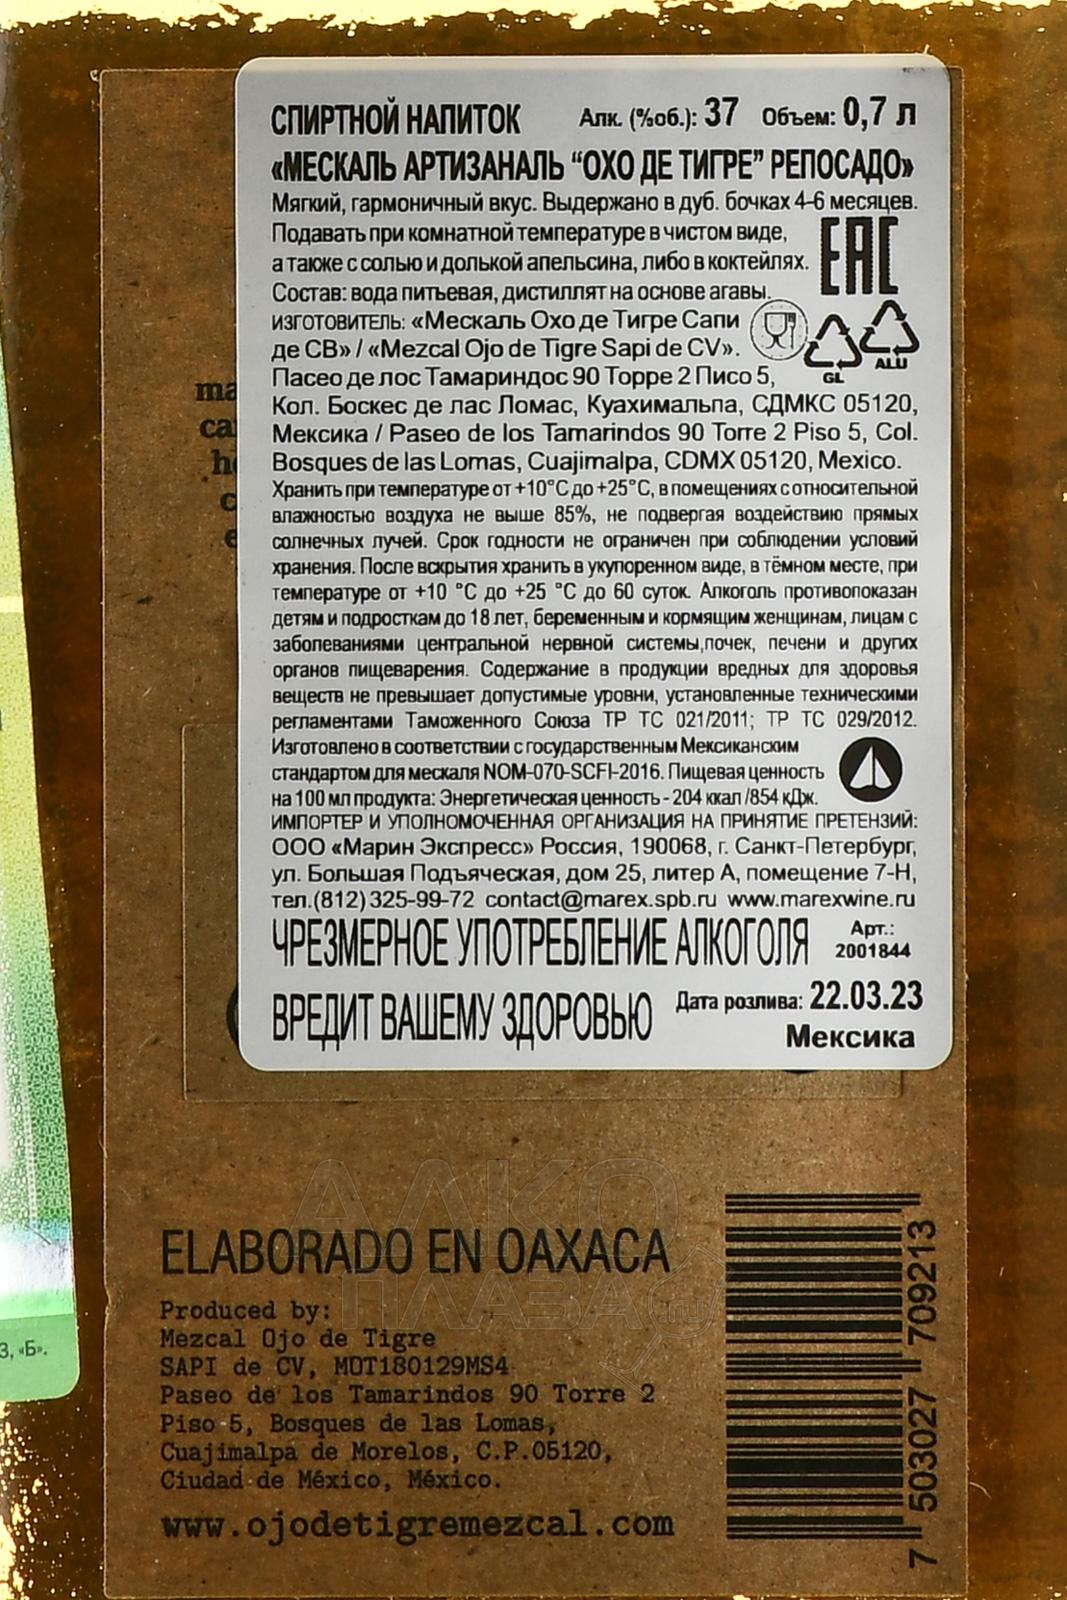 СПИРТНОЙ НАПИТОК Алк. (%об.): 37 Объем: 0,7 л
«МЕСКАЛЬ АРТИЗАНАЛЬ "ОХО ДЕ ТИГРЕ" РЕПОСАДО»
Мягкий, гармоничный вкус. Выдержано в дуб. бочках 4-6 месяцев.
Подавать при комнатной температуре в чистом виде,
а также с солью и долькой апельсина, либо в коктейлях.
EAC
Состав: вода питьевая, дистиллят на основе агавы.
ИЗГОТОВИТЕЛЬ: «Мескаль Охо де Тигре Сапи
де СВ» / «Mezcal Ojo de Tigre Sapi de CV».
GL
ALU
Пасео де лос Тамариндос 90 Торре 2 Писо 5,
Кол. Боскес де лас Ломас, Куахимальпа, СДМКС 05120,
Мексика / Paseo de los Tamarindos 90 Torre 2 Piso 5, Col.
Bosques de las Lomas, Cuajimalpa, CDMX 05120, Mexico.
Хранить при температуре от +10°С до +25°С, в помещениях с относительной
влажностью воздуха не выше 85%, не подвергая воздействию прямых
солнечных лучей. Срок годности не ограничен при соблюдении условий
хранения. После вскрытия хранить в укупоренном виде, в тёмном месте, при
температуре от +10 °С до +25 °С до 60 суток. Алкоголь противопоказан
детям и подросткам до 18 лет, беременным и кормящим женщинам, лицам с
заболеваниями центральной нервной системы,почек, печени и других
органов пищеварения. Содержание в продукции вредных для здоровья
веществ не превышает допустимые уровни, установленные техническими
регламентами Таможенного Союза ТР ТС 021/2011; ТР ТС 029/2012.
Изготовлено в соответствии с государственным Мексиканским
стандартом для мескаля NOM-070-SCFI-2016. Пищевая ценность
на 100 мл продукта: Энергетическая ценность - 204 ккал /854 кДж.
ИМПОРТЕР И УПОЛНОМОЧЕННАЯ ОРГАНИЗАЦИЯ НА ПРИНЯТИЕ ПРЕТЕНЗИЙ:
ООО «Марин Экспресс» Россия, 190068, г. Санкт-Петербург,
ул. Большая Подъяческая, дом 25, литер А, помещение 7-Н,
тел.(812) 325-99-72 contact@marex.spb.ru www.marexwine.ru
ЧРЕЗМЕРНОЕ УПОТРЕБЛЕНИЕ АЛКОГОЛЯ
Арт.:
2001844
ВРЕДИТ ВАШЕМУ ЗДОРОВЬЮ
Дата розлива: 22.03.23
Мексика
ma
ca
h
c
e
З, «Б».
АЛКО
ПЛАЗА
ELABORADO EN OAXACA
Produced by:
Mezcal Ojo de Tigre
SAPI de CV, MOT180129MS4
Paseo de los Tamarindos 90 Torre 2
Piso 5, Bosques de las Lomas,
Cuajimalpa de Morelos, C.P.05120,
Ciudad de México, México.
www.ojodetigremezcal.com
7 503027 709213